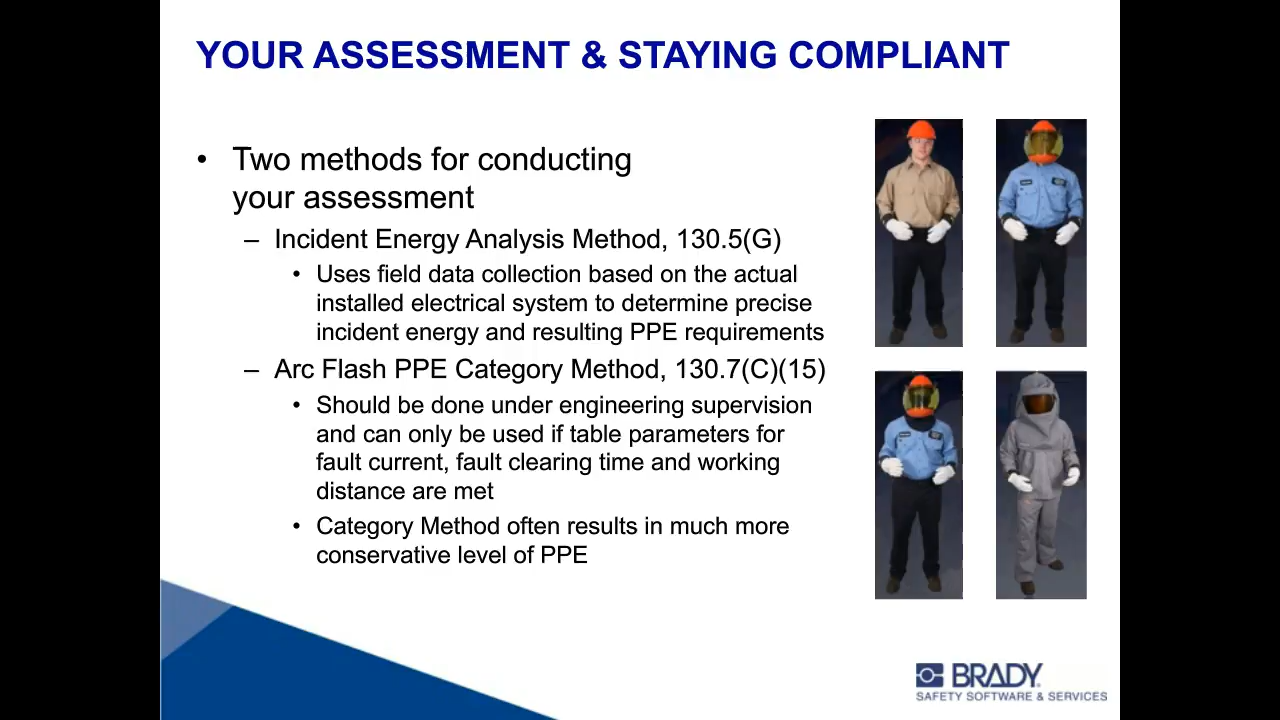 YOUR ASSESSMENT & STAYING COMPLIANT
• Two methods for conducting
your assessment
– Incident Energy Analysis Method, 130.5(G)
• Uses field data collection based on the actual
installed electrical system to determine precise
incident energy and resulting PPE requirements
– Arc Flash PPE Category Method, 130.7(C)(15)
• Should be done under engineering supervision
and can only be used if table parameters for
fault current, fault clearing time and working
distance are met
• Category Method often results in much more
conservative level of PPE
BRADY
SAFETY SOFTWARE & SERVICES